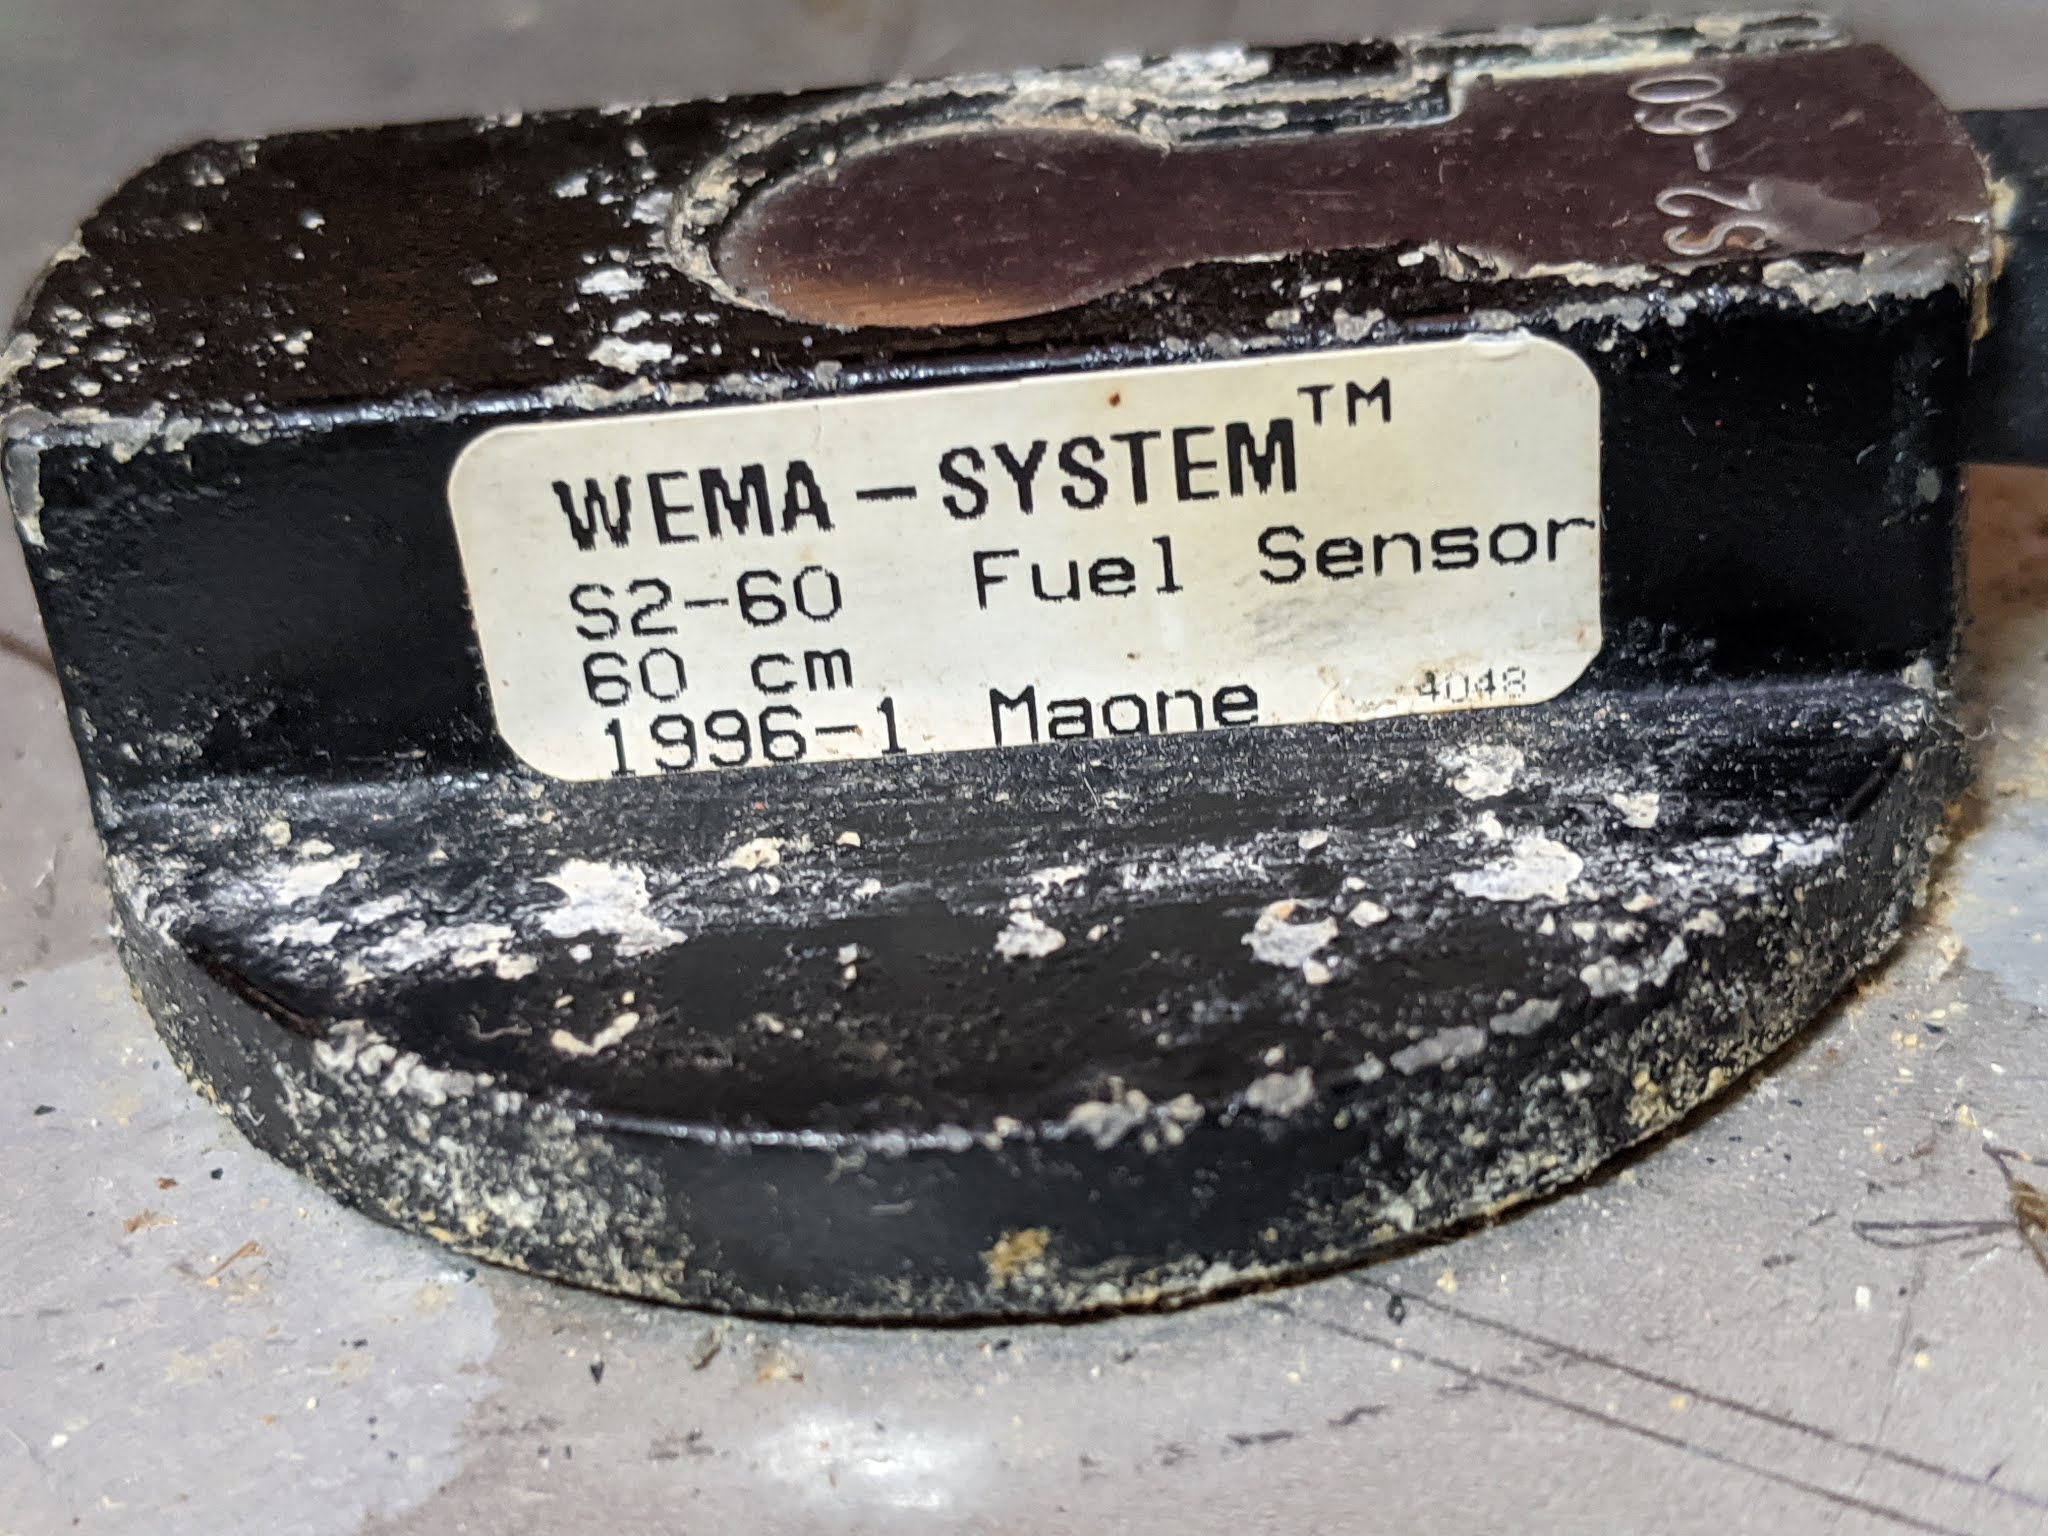 S2-60
WEMA-SYSTEM™
S2-60 Fuel Sensor
60 cm
1996-1 Magne 4048